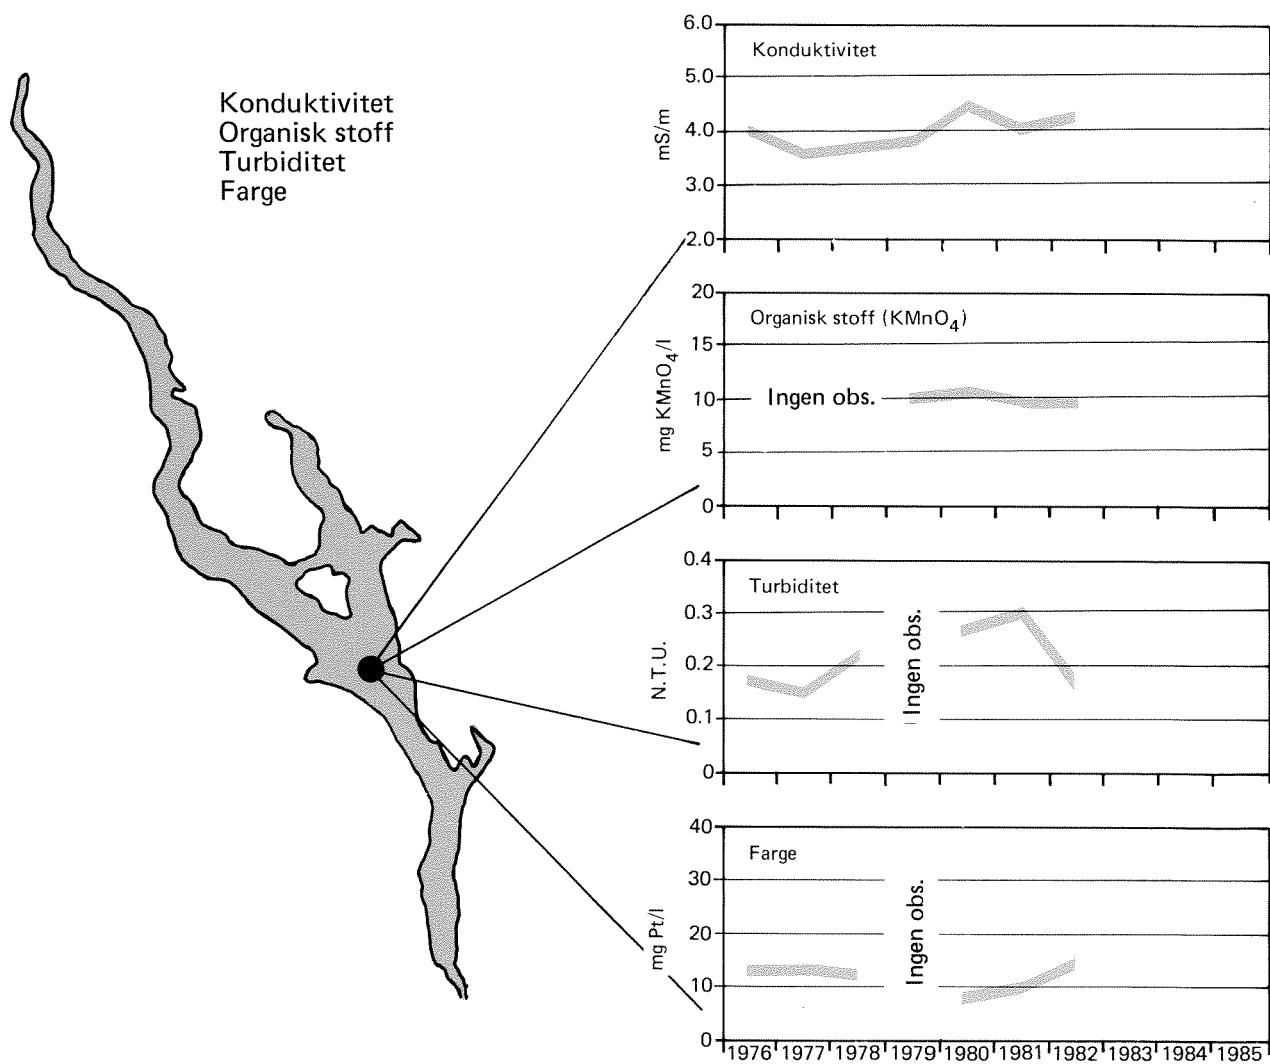 Konduktivitet
Organisk stoff
Turbiditet
Farge
6.0
5.0
4.0
3.0
2.0
mS/m
Konduktivitet
20
15
10
5
0
mg KMnO4/l
Organisk stoff (KMnO4)
Ingen obs.
0.4
0.3
0.2
0.1
0
N.T.U.
Turbiditet
Ingen obs.
40
30
20
10
0
mg Pt/l
Farge
Ingen obs.
1976 1977 1978 1979 1980 1981 1982 1983 1984 1985